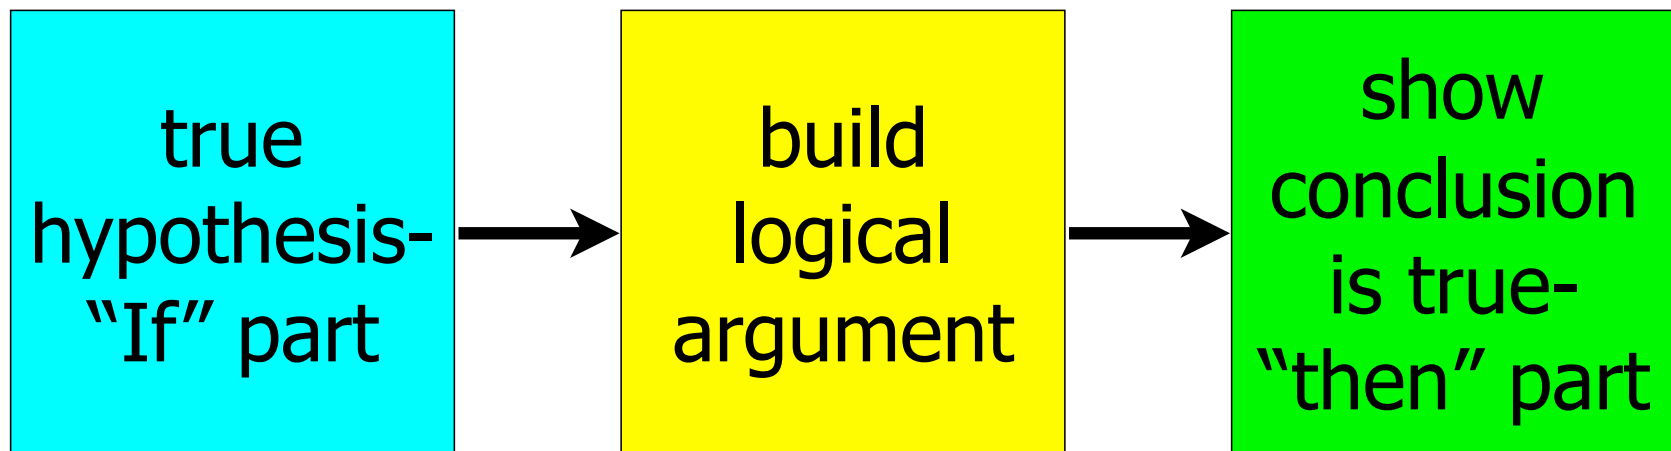 true
hypothesis-
“If” part
build
logical
argument
show
conclusion
is true-
“then” part